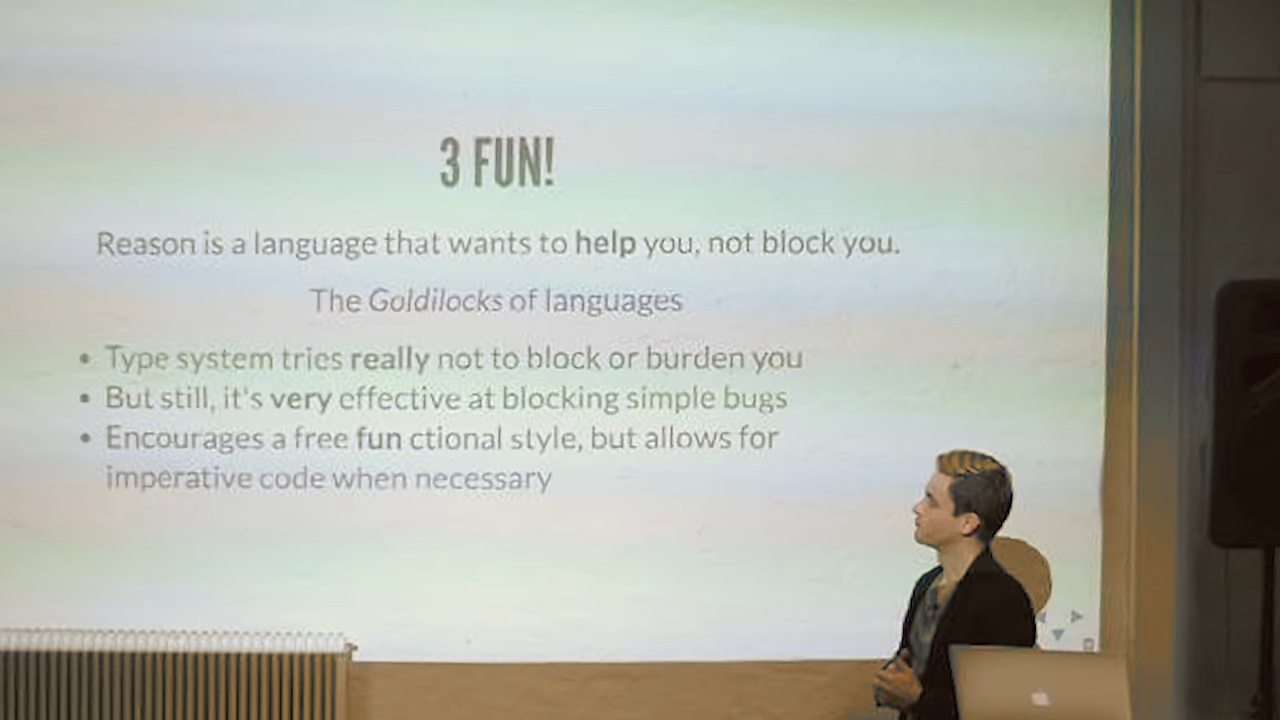 3 FUN!
Reason is a language that wants to help you, not block you.
The Goldilocks of languages
• Type system tries really not to block or burden you
• But still, it's very effective at blocking simple bugs
• Encourages a free fun ctional style, but allows for
imperative code when necessary